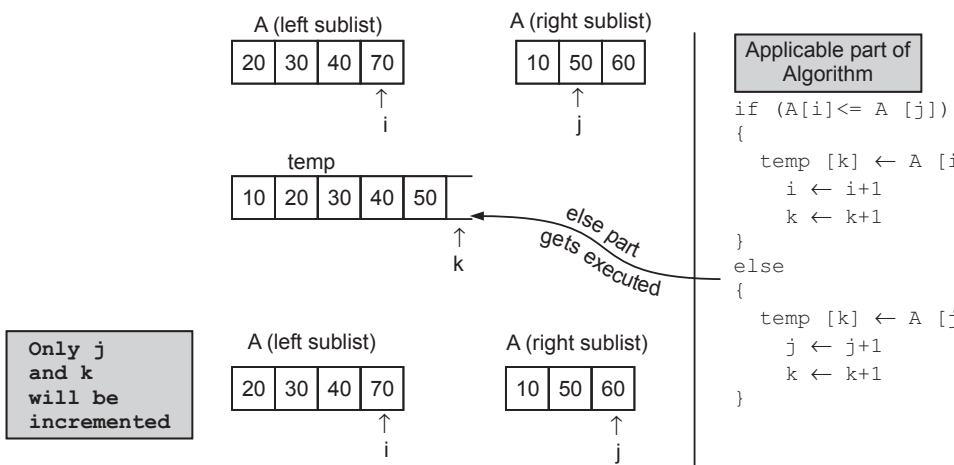 A (left sublist)
20 30 40 70
↑
i
A (right sublist)
10 50 60
↑
j
temp
10 20 30 40 50
↑
k
else part
gets executed
Only j
and k
will be
incremented
A (left sublist)
20 30 40 70
↑
i
A (right sublist)
10 50 60
↑
j
Applicable part of
Algorithm
if (A[i]<= A [j])
{
temp [k] ← A [i
i ← i+1
k ← k+1
}
else
{
temp [k] ← A [j
j ← j+1
k ← k+1
}